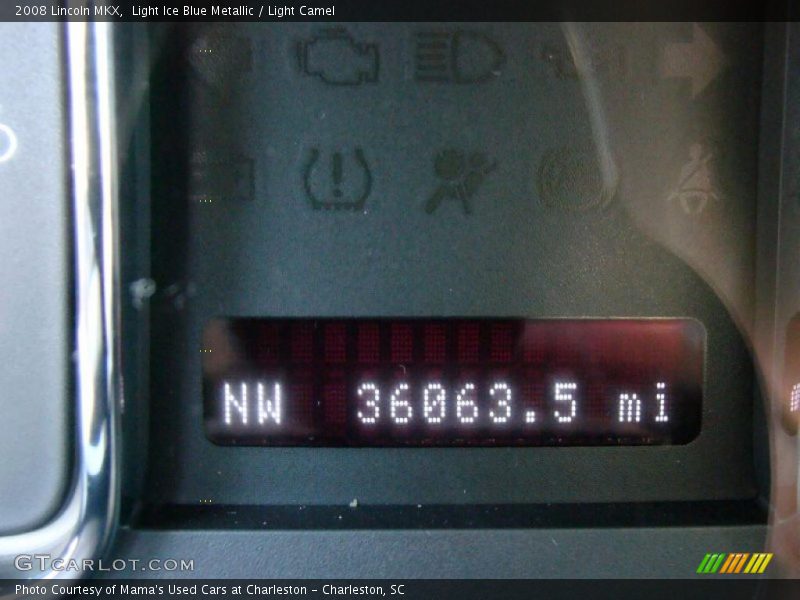 2008 Lincoln MKX,  Light Ice Blue Metallic / Light Camel
NW 36063.5 mi
GTCARLOT.COM
Photo Courtesy of Mama's Used Cars at Charleston - Charleston, SC